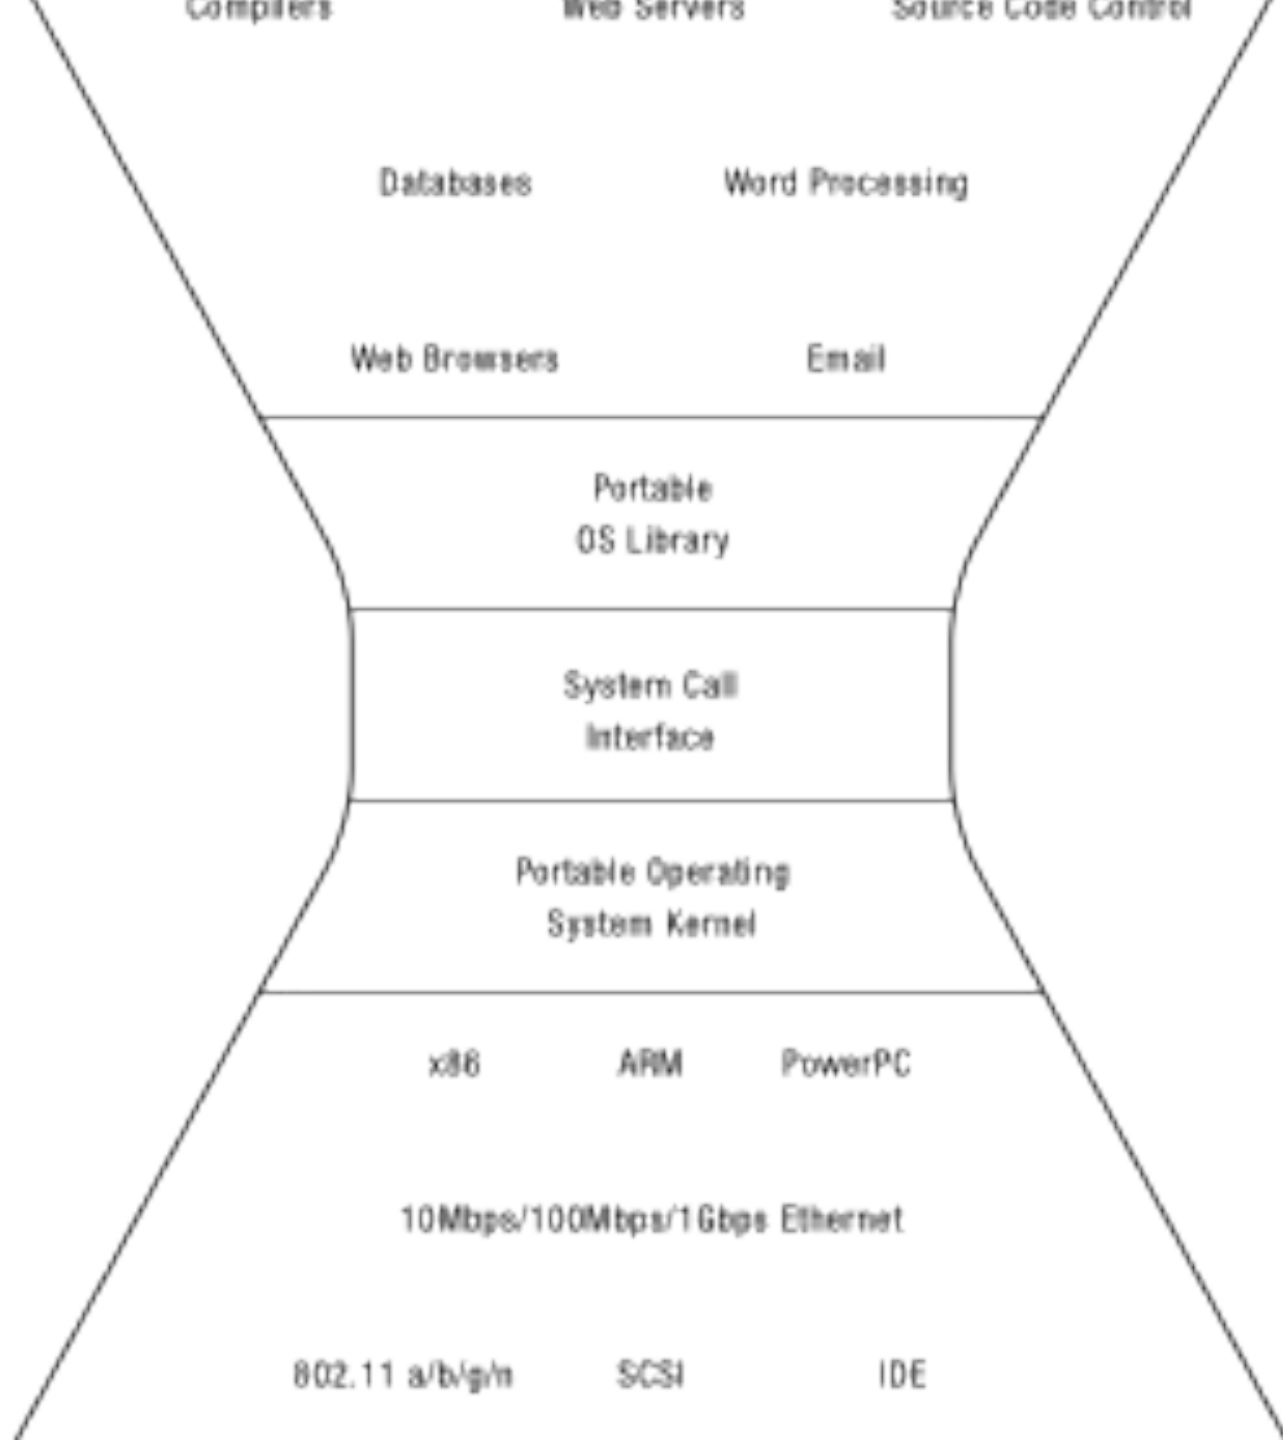 Compilers Web Servers Source Code Control
Databases Word Processing
Web Browsers Email
Portable
OS Library
System Call
Interface
Portable Operating
System Kernel
x86 ARM PowerPC
10Mbps/100Mbps/1Gbps Ethernet
802.11 a/b/g/n SCSI IDE